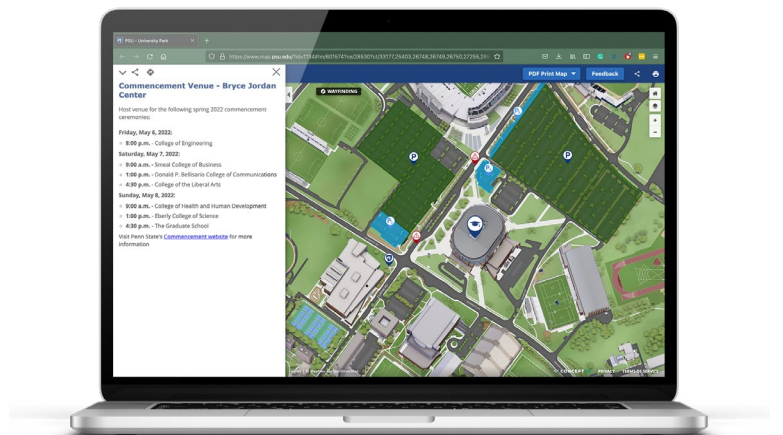 PSU - University Park
PDF Print Map
Feedback
Commencement Venue - Bryce Jordan
Center
WAYFINDING
Host venue for the following spring 2022 commencement
ceremonies:
Friday, May 6, 2022:
8:00 p.m. - College of Engineering
Saturday, May 7, 2022:
9:00 a.m. - Smeal College of Business
1:00 p.m. - Donald P. Bellisario College of Communications
4:30 p.m. - College of the Liberal Arts
Sunday, May 8, 2022:
9:00 a.m. - College of Health and Human Development
1:00 p.m. - Eberly College of Science
4:30 p.m. - The Graduate School
Visit Penn State's Commencement website for more
information
P
P
CONCEPT
PRIVACY
TERMS OF SERVICE